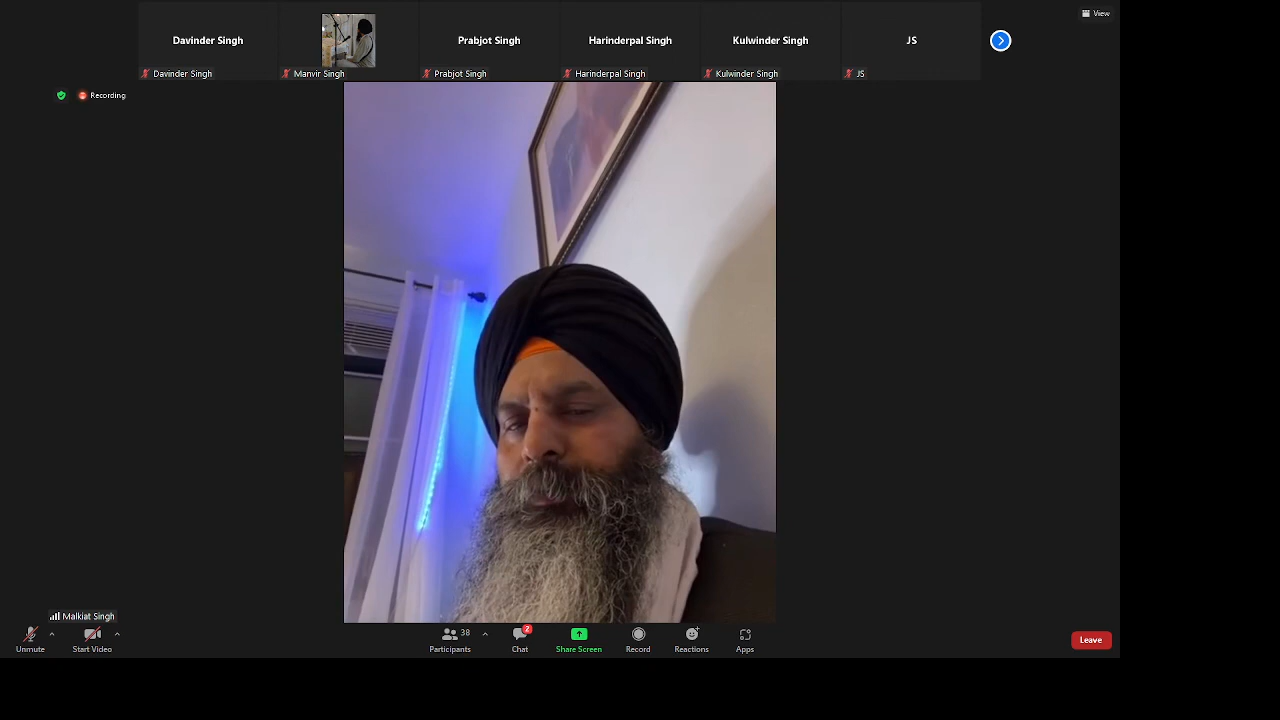 View
Davinder Singh
Prabjot Singh
Harinderpal Singh
Kulwinder Singh
JS
Davinder Singh
Manvir Singh
Prabjot Singh
Harinderpal Singh
Kulwinder Singh
JS
Recording
Malkiat Singh
Unmute
Start Video
38
Participants
2
Chat
Share Screen
Record
Reactions
Apps
Leave